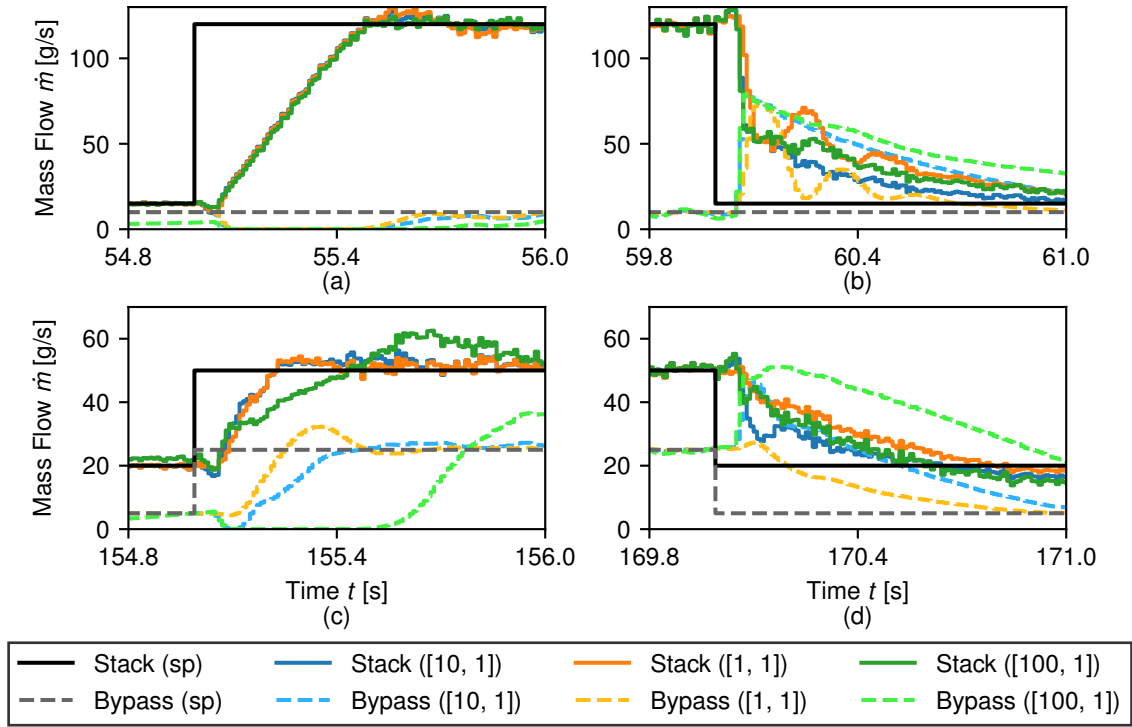 Mass Flow ṁ [g/s]
100
50
0
54.8
55.4
56.0
(a)
100
50
0
59.8
60.4
61.0
(b)
Mass Flow ṁ [g/s]
60
40
20
0
154.8
155.4
156.0
Time t [s]
(c)
60
40
20
0
169.8
170.4
171.0
Time t [s]
(d)
Stack (sp) Stack ([10, 1]) Stack ([1, 1]) Stack ([100, 1])
Bypass (sp) Bypass ([10, 1]) Bypass ([1, 1]) Bypass ([100, 1])